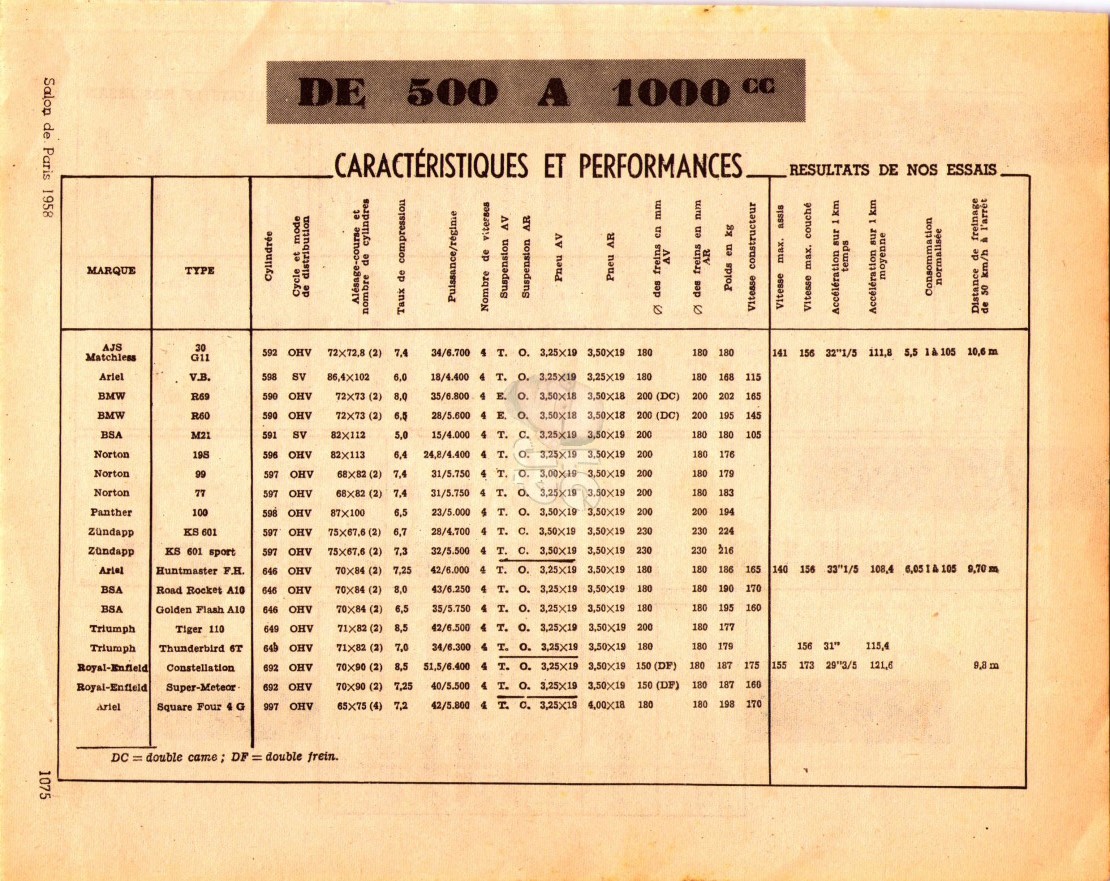 DE 500 A 1000 CC
CARACTÉRISTIQUES ET PERFORMANCES RESULTATS DE NOS ESSAIS
Salon de Paris 1958
MARQUE TYPE Cylindrée Cycle et mode de distribution Alésage-course et nombre de cylindres Taux de compression Puissance/régime Nombre de vitesses Suspension AV Suspension AR Pneu AV Pneu AR Ø des freins en mm AV Ø des freins en mm AR Poids en kg Vitesse constructeur Vitesse max. assis Vitesse max. couché Accélération sur 1 km temps Accélération sur 1 km moyenne Consommation normalisée Distance de freinage de 50 km/h à l'arrêt
AJS 30
Matchless G11 592 OHV 72×72,8 (2) 7,4 34/6.700 4 T. O. 3,25×19 3,50×19 180 180 180 141 156 32"1/5 111,8 5,5 l à 105 10,6 m
Ariel V.B. 598 SV 86,4×102 6,0 18/4.400 4 T. O. 3,25×19 3,25×19 180 180 168 115
BMW R69 590 OHV 72×73 (2) 8,0 35/6.800 4 E. O. 3,50×18 3,50×18 200 (DC) 200 202 165
BMW R60 590 OHV 72×73 (2) 6,5 28/5.600 4 E. O. 3,50×18 3,50×18 200 (DC) 200 195 145
BSA M21 591 SV 82×112 5,0 15/4.000 4 T. C. 3,25×19 3,50×19 200 180 180 105
Norton 19S 596 OHV 82×113 6,4 24,8/4.400 4 T. O. 3,25×19 3,50×19 200 180 176
Norton 99 597 OHV 68×82 (2) 7,4 31/5.750 4 T. O. 3,00×19 3,50×19 200 180 179
Norton 77 597 OHV 68×82 (2) 7,4 31/5.750 4 T. O. 3,25×19 3,50×19 200 180 183
Panther 100 598 OHV 87×100 6,5 23/5.000 4 T. O. 3,50×19 3,50×19 200 200 194
Zündapp KS 601 597 OHV 75×67,6 (2) 6,7 28/4.700 4 T. C. 3,50×19 3,50×19 230 230 224
Zündapp KS 601 sport 597 OHV 75×67,6 (2) 7,3 32/5.500 4 T. C. 3,50×19 3,50×19 230 230 216
Ariel Huntmaster F.H. 646 OHV 70×84 (2) 7,25 42/6.000 4 T. O. 3,25×19 3,50×19 180 180 186 165 140 156 33"1/5 108,4 6,05 l à 105 9,70 m
BSA Road Rocket A10 646 OHV 70×84 (2) 8,0 43/6.250 4 T. O. 3,25×19 3,50×19 180 180 190 170
BSA Golden Flash A10 646 OHV 70×84 (2) 6,5 35/5.750 4 T. O. 3,25×19 3,50×19 180 180 195 160
Triumph Tiger 110 649 OHV 71×82 (2) 8,5 42/6.500 4 T. O. 3,25×19 3,50×19 200 180 177
Triumph Thunderbird 6T 649 OHV 71×82 (2) 7,0 34/6.300 4 T. O. 3,25×19 3,50×19 180 180 179 156 31" 115,4
Royal-Enfield Constellation 692 OHV 70×90 (2) 8,5 51,5/6.400 4 T. O. 3,25×19 3,50×19 150 (DF) 180 187 175 155 173 29"3/5 121,6 9,8 m
Royal-Enfield Super-Meteor 692 OHV 70×90 (2) 7,25 40/5.500 4 T. O. 3,25×19 3,50×19 150 (DF) 180 187 160
Ariel Square Four 4 G 997 OHV 65×75 (4) 7,2 42/5.800 4 T. C. 3,25×19 4,00×18 180 180 198 170
DC = double came ; DF = double frein.
1075